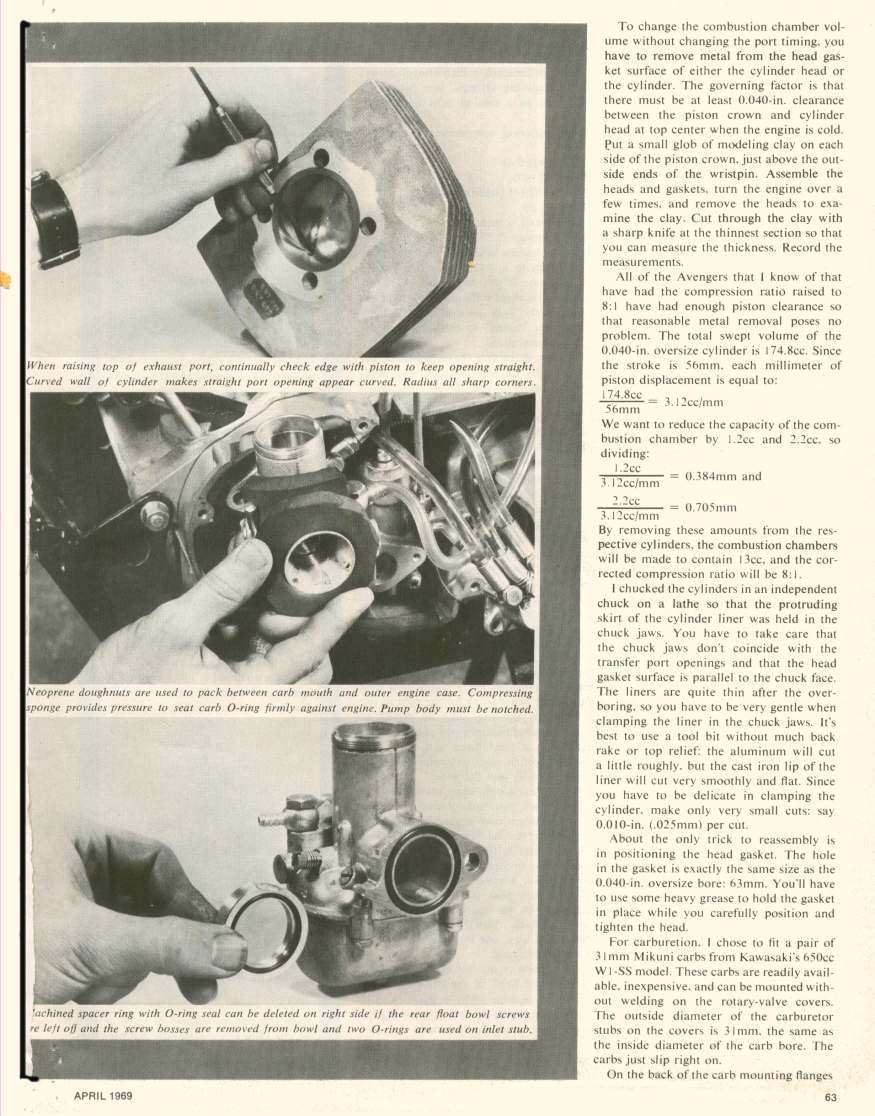 When raising top of exhaust port, continually check edge with piston to keep opening straight.
Curved wall of cylinder makes straight port opening appear curved. Radius all sharp corners.
Neoprene doughnuts are used to pack between carb mouth and outer engine case. Compressing
sponge provides pressure to seat carb O-ring firmly against engine. Pump body must be notched.
achined spacer ring with O-ring seal can be deleted on right side if the rear float bowl screws
re left off and the screw bosses are removed from bowl and two O-rings are used on inlet stub.
To change the combustion chamber vol-
ume without changing the port timing, you
have to remove metal from the head gas-
ket surface of either the cylinder head or
the cylinder. The governing factor is that
there must be at least 0.040-in. clearance
between the piston crown and cylinder
head at top center when the engine is cold.
Put a small glob of modeling clay on each
side of the piston crown, just above the out-
side ends of the wristpin. Assemble the
heads and gaskets, turn the engine over a
few times, and remove the heads to exa-
mine the clay. Cut through the clay with
a sharp knife at the thinnest section so that
you can measure the thickness. Record the
measurements.
All of the Avengers that I know of that
have had the compression ratio raised to
8:1 have had enough piston clearance so
that reasonable metal removal poses no
problem. The total swept volume of the
0.040-in. oversize cylinder is 174.8cc. Since
the stroke is 56mm, each millimeter of
piston displacement is equal to:
174.8cc
56mm = 3.12cc/mm
We want to reduce the capacity of the com-
bustion chamber by 1.2cc and 2.2cc, so
dividing:
1.2cc
3.12cc/mm = 0.384mm and
2.2cc
3.12cc/mm = 0.705mm
By removing these amounts from the res-
pective cylinders, the combustion chambers
will be made to contain 13cc, and the cor-
rected compression ratio will be 8:1.
I chucked the cylinders in an independent
chuck on a lathe so that the protruding
skirt of the cylinder liner was held in the
chuck jaws. You have to take care that
the chuck jaws don't coincide with the
transfer port openings and that the head
gasket surface is parallel to the chuck face.
The liners are quite thin after the over-
boring, so you have to be very gentle when
clamping the liner in the chuck jaws. It's
best to use a tool bit without much back
rake or top relief: the aluminum will cut
a little roughly, but the cast iron lip of the
liner will cut very smoothly and flat. Since
you have to be delicate in clamping the
cylinder, make only very small cuts: say
0.010-in. (.025mm) per cut.
About the only trick to reassembly is
in positioning the head gasket. The hole
in the gasket is exactly the same size as the
0.040-in. oversize bore: 63mm. You'll have
to use some heavy grease to hold the gasket
in place while you carefully position and
tighten the head.
For carburetion, I chose to fit a pair of
31mm Mikuni carbs from Kawasaki's 650cc
W1-SS model. These carbs are readily avail-
able, inexpensive, and can be mounted with-
out welding on the rotary-valve covers.
The outside diameter of the carburetor
stubs on the covers is 31mm, the same as
the inside diameter of the carb bore. The
carbs just slip right on.
On the back of the carb mounting flanges
APRIL 1969
63